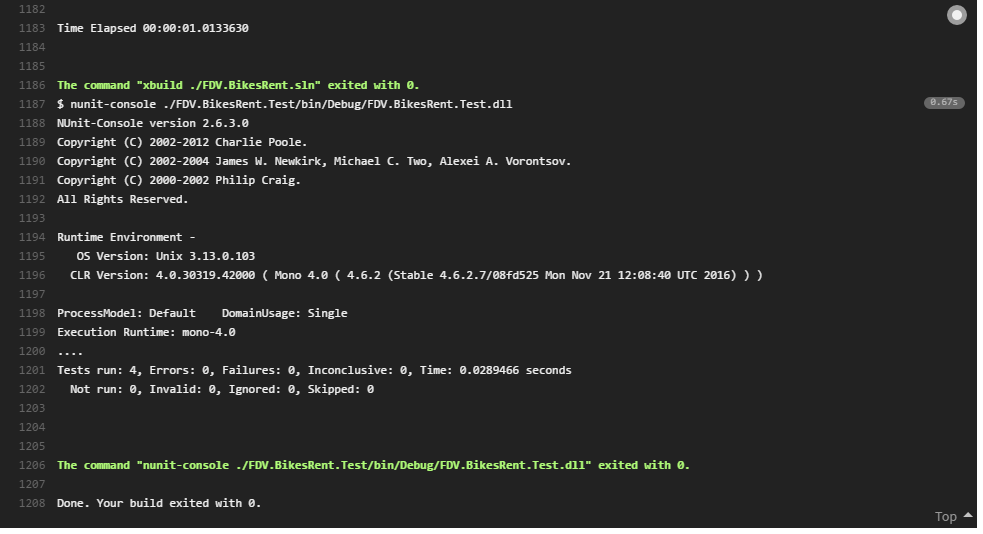 1182
1183 Time Elapsed 00:00:01.0133630
1184
1185
1186 The command "xbuild ./FDV.BikesRent.sln" exited with 0.
1187 $ nunit-console ./FDV.BikesRent.Test/bin/Debug/FDV.BikesRent.Test.dll 0.67s
1188 NUnit-Console version 2.6.3.0
1189 Copyright (C) 2002-2012 Charlie Poole.
1190 Copyright (C) 2002-2004 James W. Newkirk, Michael C. Two, Alexei A. Vorontsov.
1191 Copyright (C) 2000-2002 Philip Craig.
1192 All Rights Reserved.
1193
1194 Runtime Environment -
1195    OS Version: Unix 3.13.0.103
1196   CLR Version: 4.0.30319.42000 ( Mono 4.0 ( 4.6.2 (Stable 4.6.2.7/08fd525 Mon Nov 21 12:08:40 UTC 2016) ) )
1197
1198 ProcessModel: Default    DomainUsage: Single
1199 Execution Runtime: mono-4.0
1200 ....
1201 Tests run: 4, Errors: 0, Failures: 0, Inconclusive: 0, Time: 0.0289466 seconds
1202   Not run: 0, Invalid: 0, Ignored: 0, Skipped: 0
1203
1204
1205
1206 The command "nunit-console ./FDV.BikesRent.Test/bin/Debug/FDV.BikesRent.Test.dll" exited with 0.
1207
1208 Done. Your build exited with 0.
Top